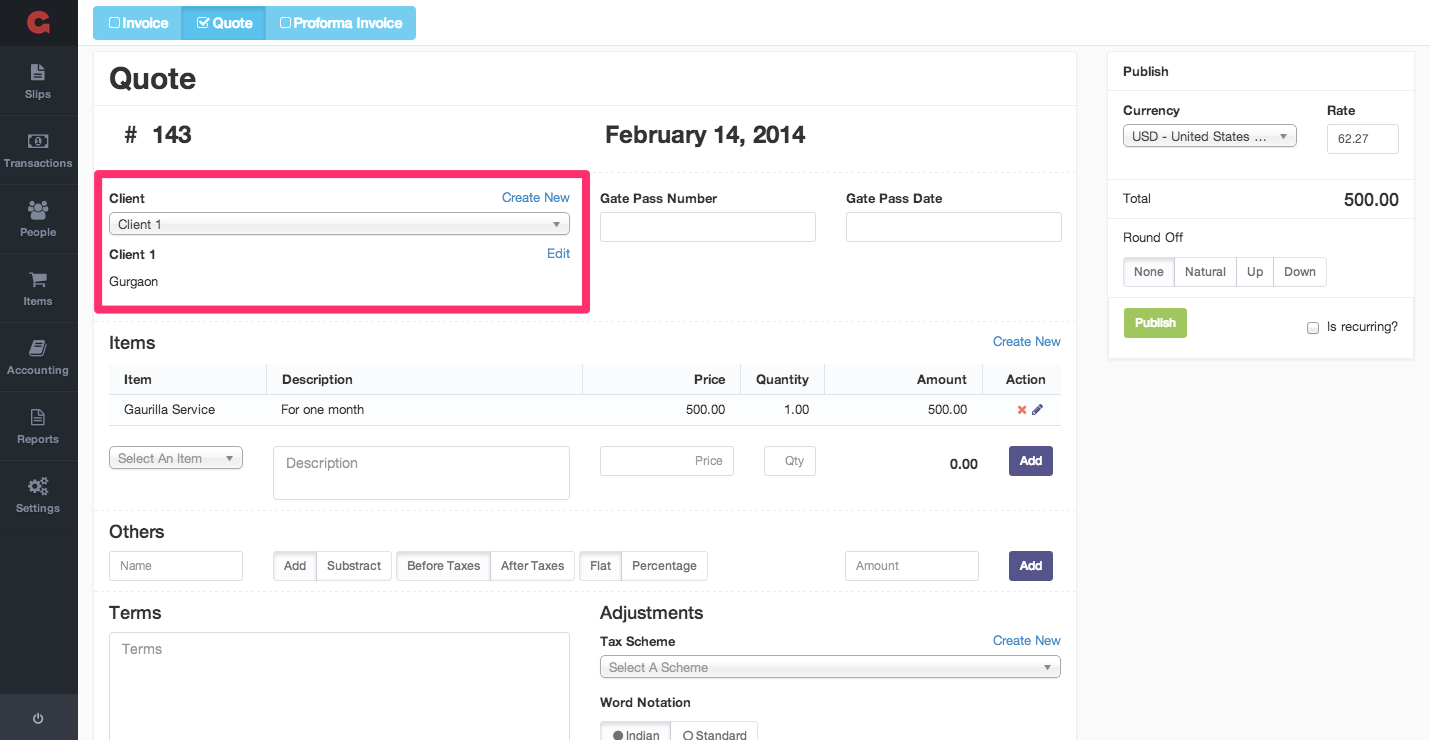 G
Invoice Quote Proforma Invoice
Slips
Transactions
People
Items
Accounting
Reports
Settings
Quote
# 143 February 14, 2014
Client Create New
Client 1
Client 1 Edit
Gurgaon
Gate Pass Number Gate Pass Date
Items Create New
Item Description Price Quantity Amount Action
Gaurilla Service For one month 500.00 1.00 500.00
Select An Item Description Price Qty 0.00 Add
Others
Name Add Substract Before Taxes After Taxes Flat Percentage Amount Add
Terms
Terms
Adjustments
Tax Scheme Create New
Select A Scheme
Word Notation
Indian Standard
Publish
Currency Rate
USD - United States ... 62.27
Total 500.00
Round Off
None Natural Up Down
Publish Is recurring?